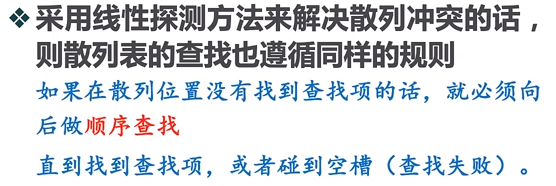 ❖ 采用线性探测方法来解决散列冲突的话，
则散列表的查找也遵循同样的规则
如果在散列位置没有找到查找项的话，就必须向
后做顺序查找
直到找到查找项，或者碰到空槽（查找失败）。